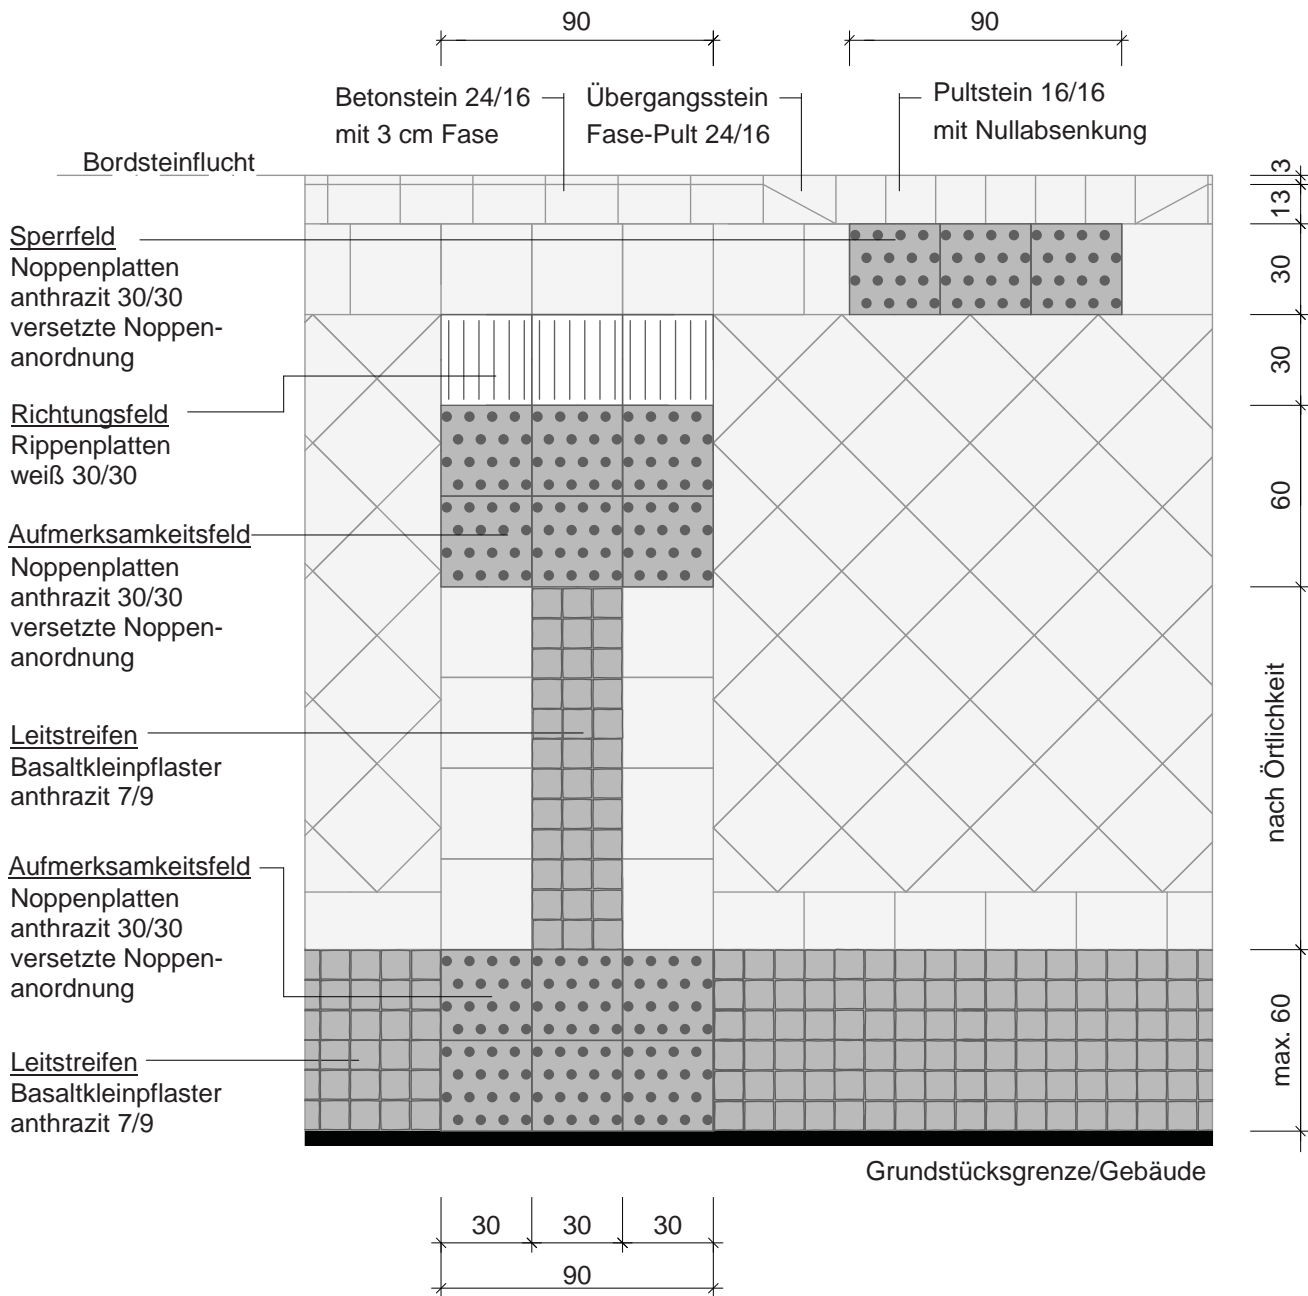 90
90
Betonstein 24/16
mit 3 cm Fase
Übergangsstein
Fase-Pult 24/16
Pultstein 16/16
mit Nullabsenkung
Bordsteinflucht
3
13
30
30
60
nach Örtlichkeit
max. 60
Sperrfeld
Noppenplatten
anthrazit 30/30
versetzte Noppen-
anordnung
Richtungsfeld
Rippenplatten
weiß 30/30
Aufmerksamkeitsfeld
Noppenplatten
anthrazit 30/30
versetzte Noppen-
anordnung
Leitstreifen
Basaltkleinpflaster
anthrazit 7/9
Aufmerksamkeitsfeld
Noppenplatten
anthrazit 30/30
versetzte Noppen-
anordnung
Leitstreifen
Basaltkleinpflaster
anthrazit 7/9
Grundstücksgrenze/Gebäude
30 30 30
90